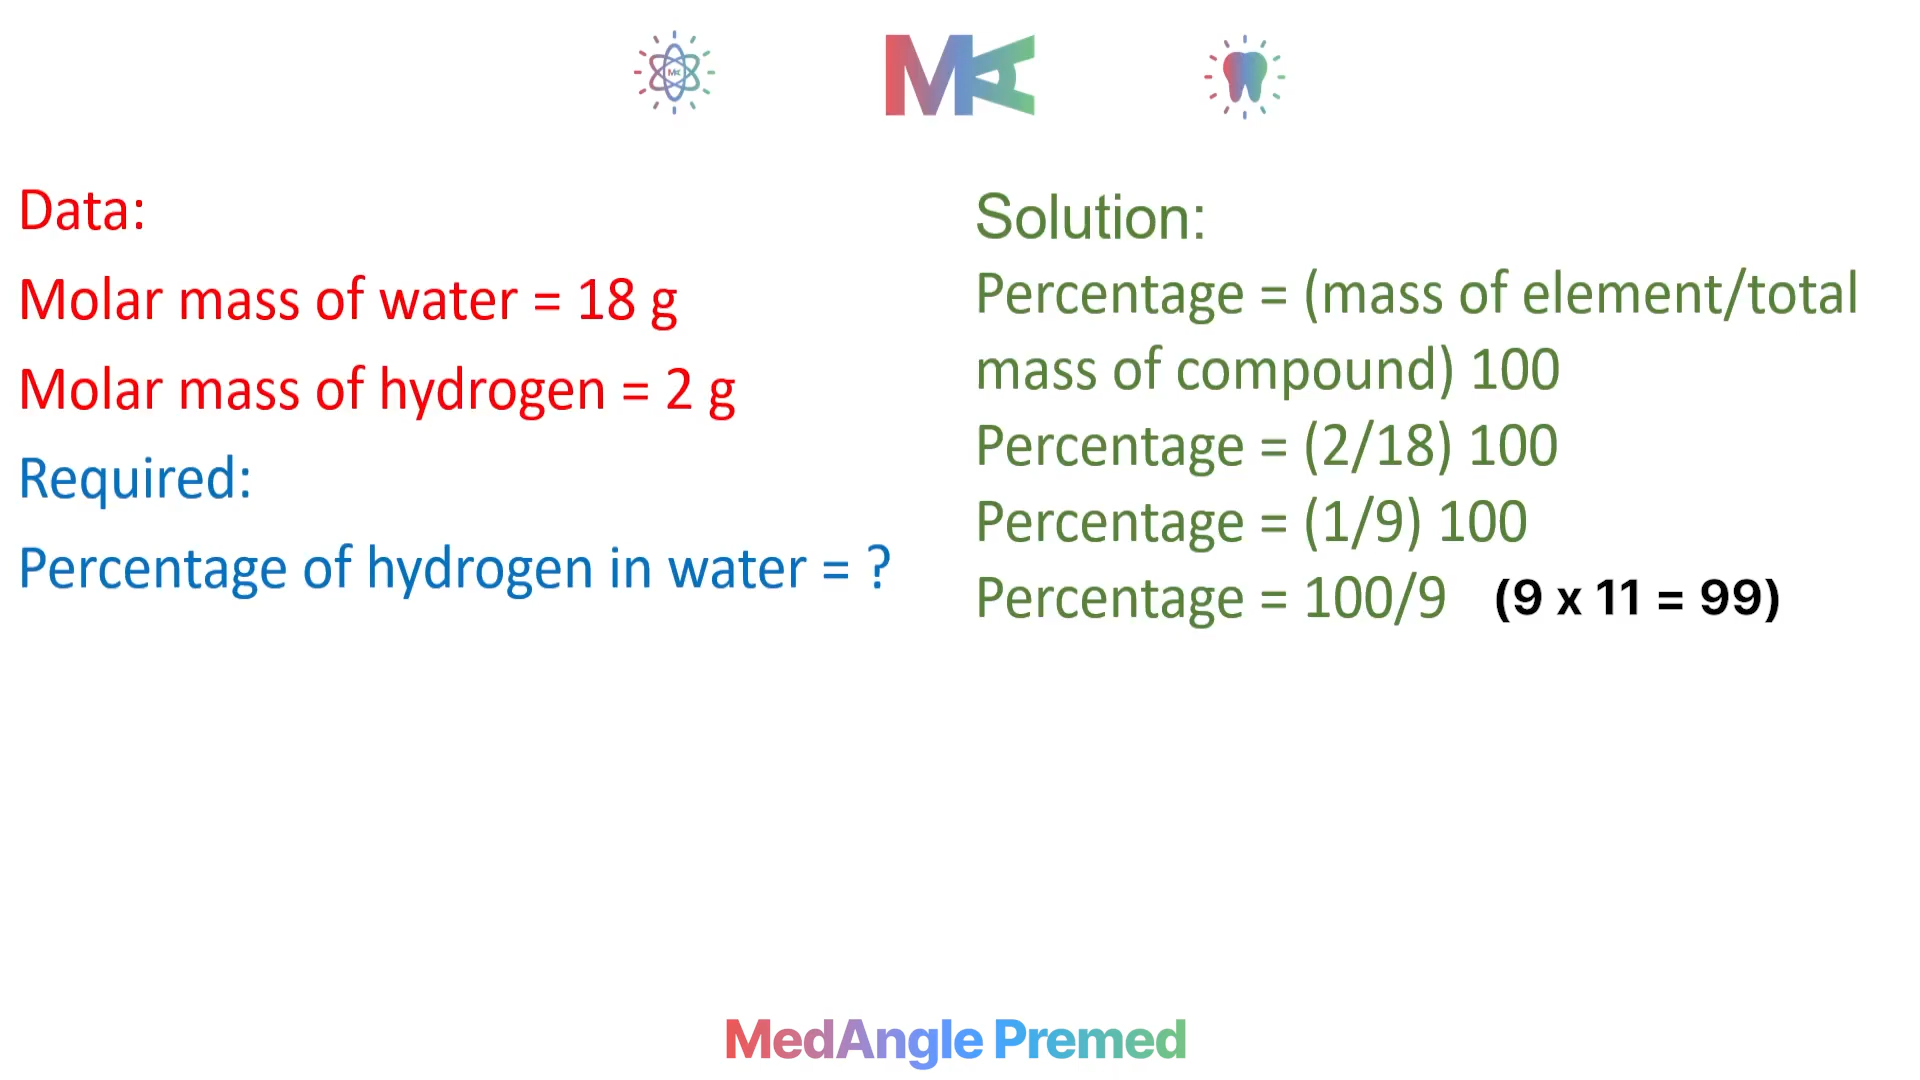 MA
Data:
Molar mass of water = 18 g
Molar mass of hydrogen = 2 g
Required:
Percentage of hydrogen in water = ?
Solution:
Percentage = (mass of element/total
mass of compound) 100
Percentage = (2/18) 100
Percentage = (1/9) 100
Percentage = 100/9 (9 x 11 = 99)
MedAngle Premed